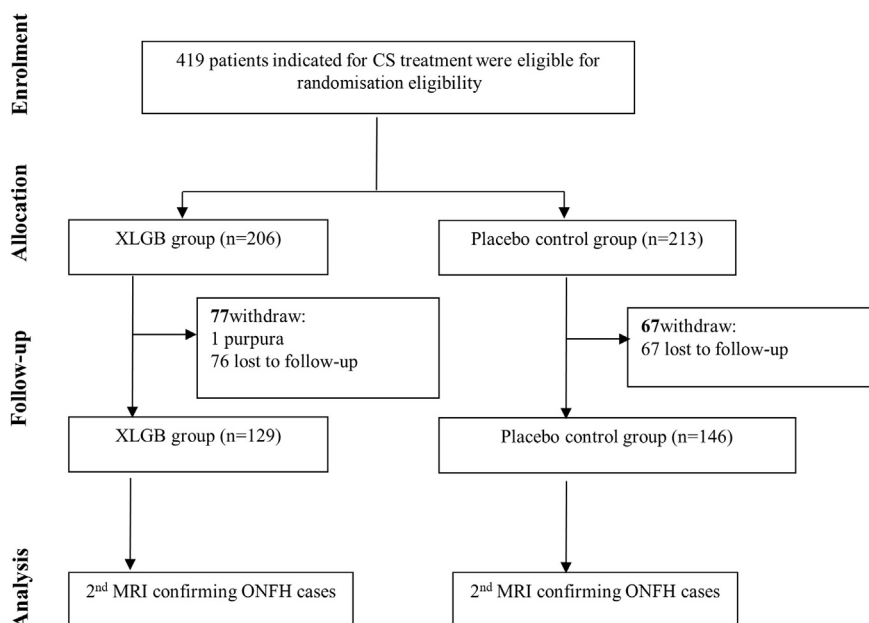 Enrolment
419 patients indicated for CS treatment were eligible for
randomisation eligibility
Allocation
XLGB group (n=206)
Placebo control group (n=213)
Follow-up
77withdraw:
1 purpura
76 lost to follow-up
67withdraw:
67 lost to follow-up
XLGB group (n=129)
Placebo control group (n=146)
Analysis
2nd MRI confirming ONFH cases
2nd MRI confirming ONFH cases